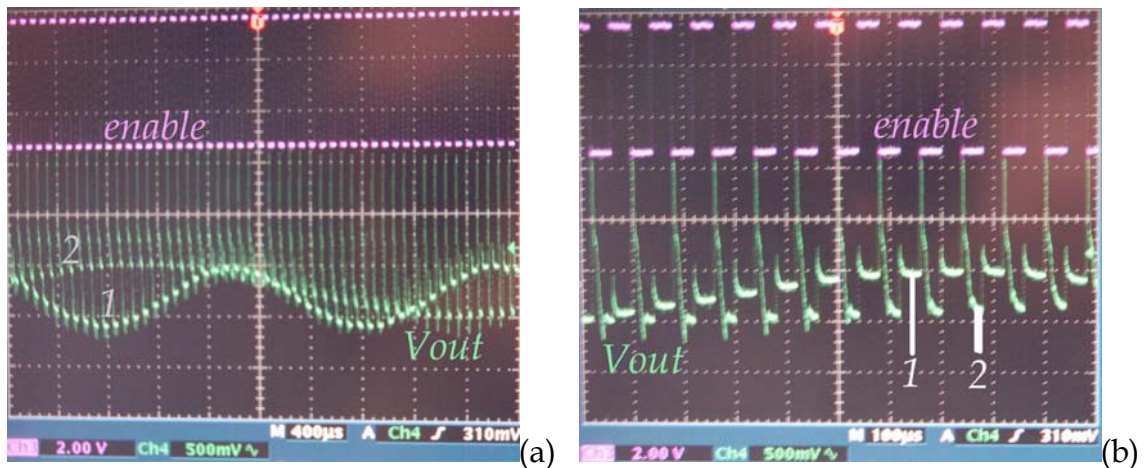 enable
2
1
Vout
M 400µs A Ch4 310mV
2.00 V Ch4 500mV
(a)
enable
Vout
1
2
M 100µs A Ch4 310mV
2.00 V Ch4 500mV
(b)